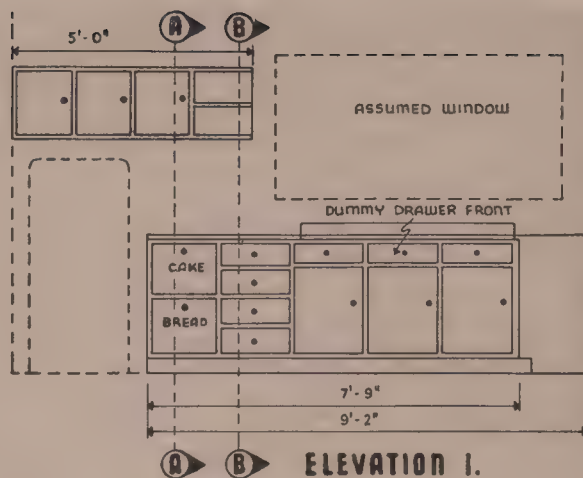 5'-0"
A
B
ASSUMED WINDOW
DUMMY DRAWER FRONT
CAKE
BREAD
7'-9"
9'-2"
A
B
ELEVATION 1.